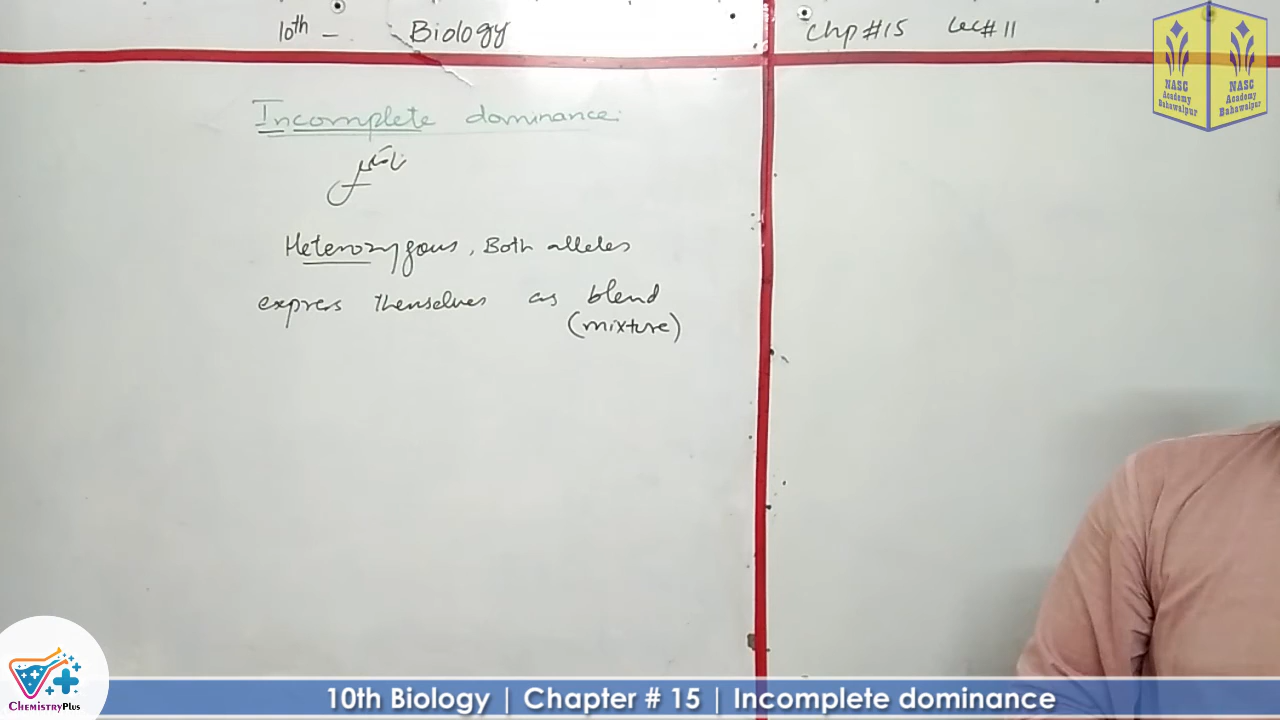 10th - Biology
Chp # 15 Lec # 11
NASC Academy Bahawalpur
NASC Academy Bahawalpur
Incomplete dominance:
Heterozygous, Both alleles
express themselves as blend
(mixture)
ChemistryPlus
10th Biology | Chapter # 15 | Incomplete dominance